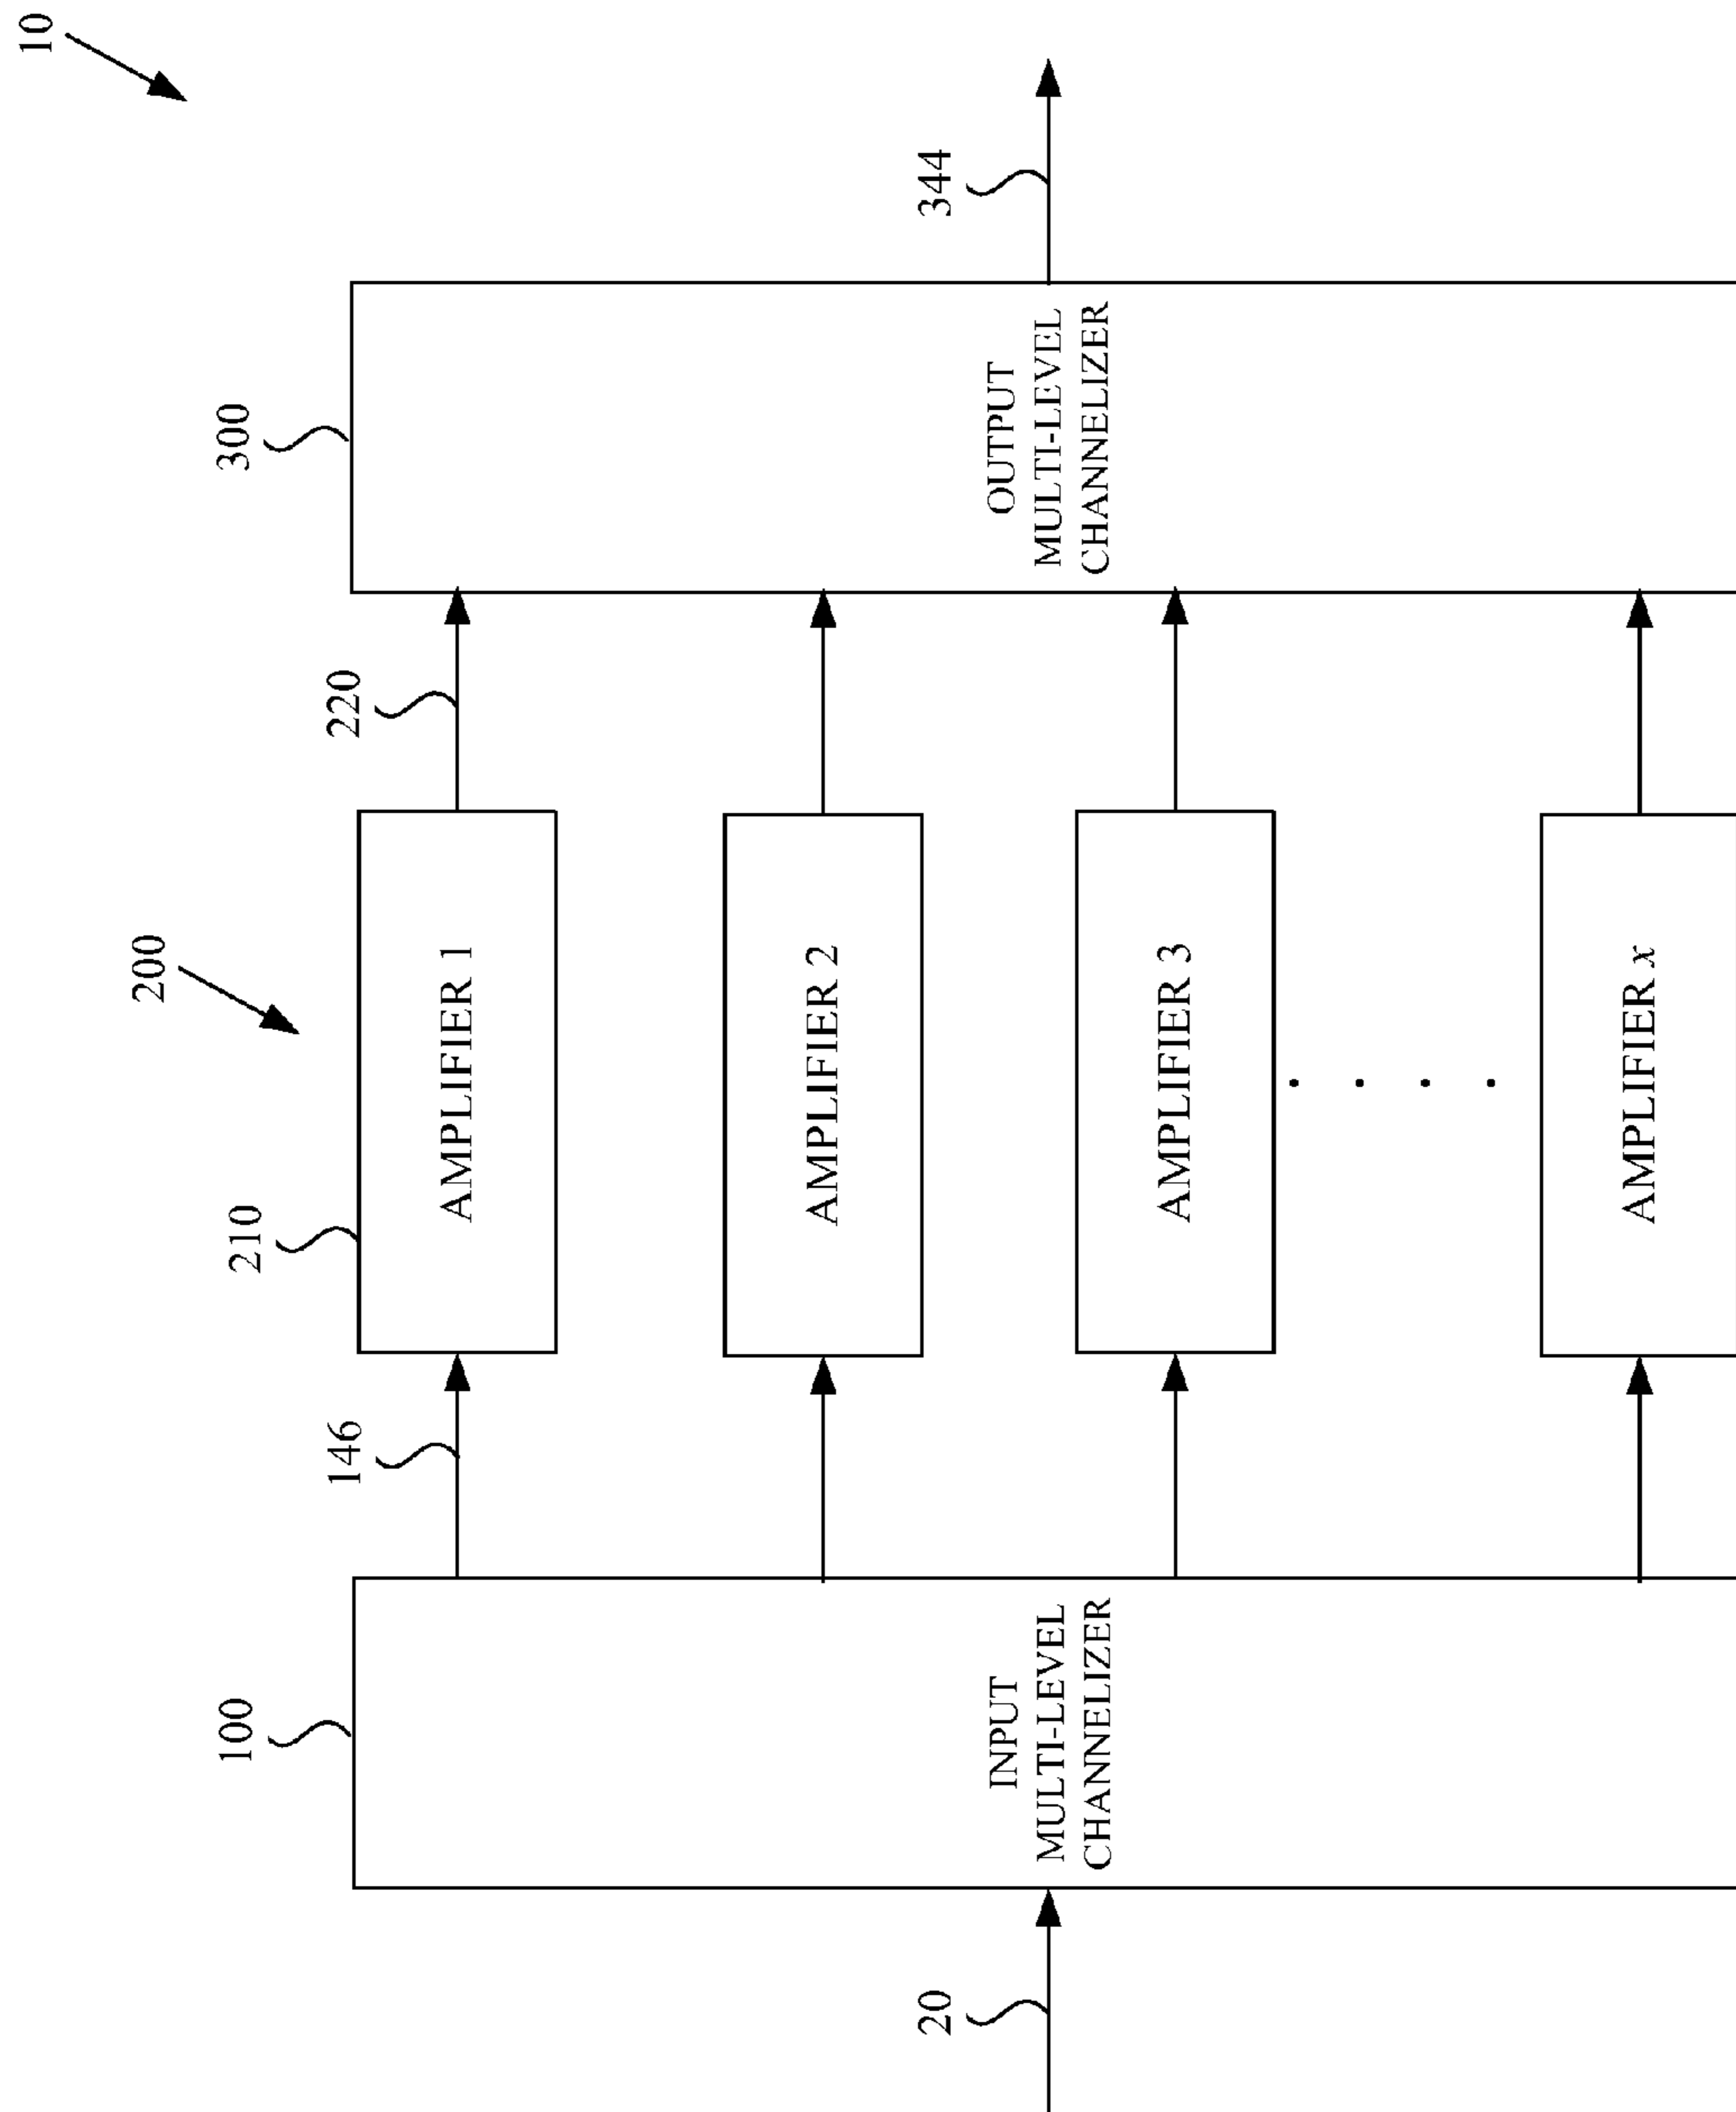 10
200
100
210
300
146
220
AMPLIFIER 1
AMPLIFIER 2
20
INPUT
MULTI-LEVEL
CHANNELIZER
OUTPUT
MULTI-LEVEL
CHANNELIZER
344
AMPLIFIER 3
. . . .
AMPLIFIER x